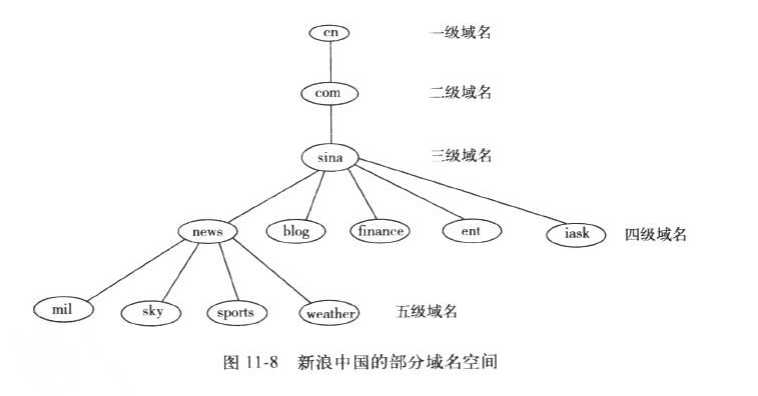 cn 一级域名
com 二级域名
sina 三级域名
news blog finance ent iask 四级域名
mil sky sports weather 五级域名
图 11-8 新浪中国的部分域名空间